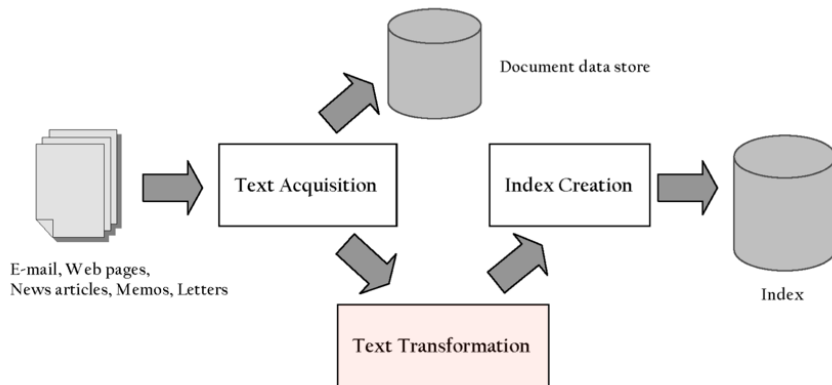 Document data store
Text Acquisition
Index Creation
E-mail, Web pages,
News articles, Memos, Letters
Index
Text Transformation